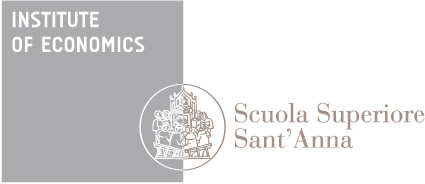 INSTITUTE
OF ECONOMICS
Scuola Superiore
Sant'Anna